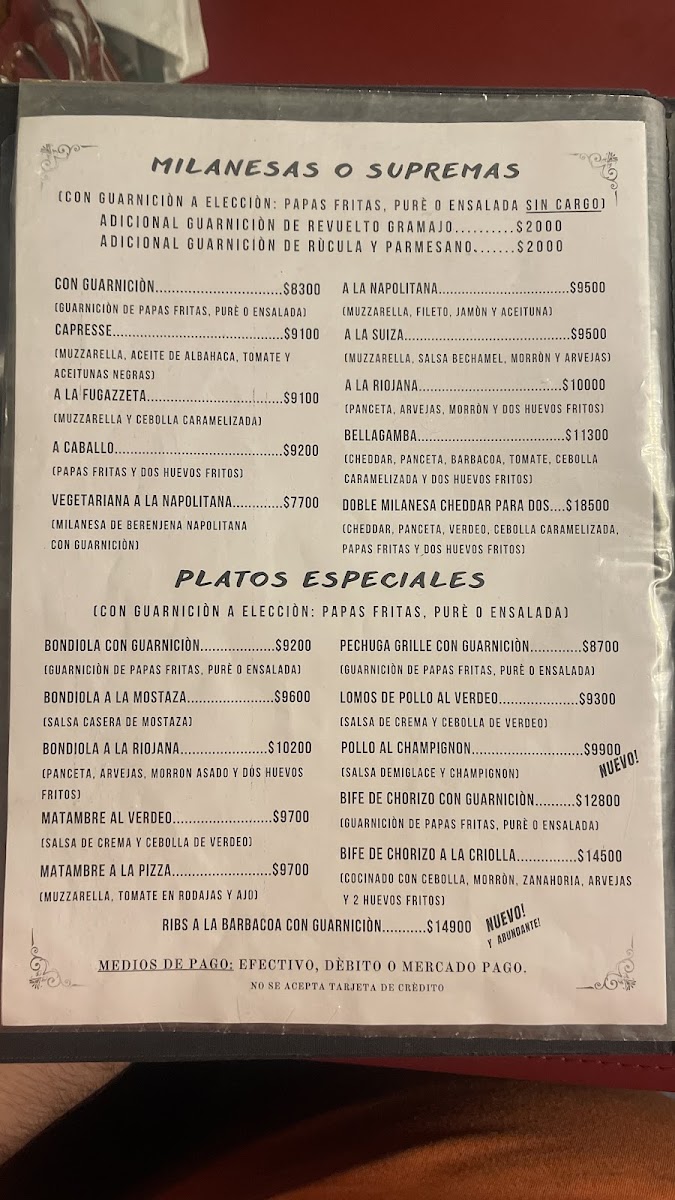 MILANESAS O SUPREMAS
(CON GUARNICIÒN A ELECCIÒN: PAPAS FRITAS, PURÈ O ENSALADA SIN CARGO)
ADICIONAL GUARNICIÒN DE REVUELTO GRAMAJO..........$2000
ADICIONAL GUARNICIÒN DE RÙCULA Y PARMESANO.......$2000
CON GUARNICIÒN..............................$8300
(GUARNICIÒN DE PAPAS FRITAS, PURÈ O ENSALADA)
CAPRESSE........................................$9100
(MUZZARELLA, ACEITE DE ALBAHACA, TOMATE Y
ACEITUNAS NEGRAS)
A LA FUGAZZETA................................$9100
(MUZZARELLA Y CEBOLLA CARAMELIZADA)
A CABALLO.......................................$9200
(PAPAS FRITAS Y DOS HUEVOS FRITOS)
VEGETARIANA A LA NAPOLITANA............$7700
(MILANESA DE BERENJENA NAPOLITANA
CON GUARNICIÒN)
A LA NAPOLITANA...............................$9500
(MUZZARELLA, FILETO, JAMÒN Y ACEITUNA)
A LA SUIZA.......................................$9500
(MUZZARELLA, SALSA BECHAMEL, MORRÒN Y ARVEJAS)
A LA RIOJANA..................................$10000
(PANCETA, ARVEJAS, MORRÒN Y DOS HUEVOS FRITOS)
BELLAGAMBA...................................$11300
(CHEDDAR, PANCETA, BARBACOA, TOMATE, CEBOLLA
CARAMELIZADA Y DOS HUEVOS FRITOS)
DOBLE MILANESA CHEDDAR PARA DOS....$18500
(CHEDDAR, PANCETA, VERDEO, CEBOLLA CARAMELIZADA,
PAPAS FRITAS Y DOS HUEVOS FRITOS)
PLATOS ESPECIALES
(CON GUARNICIÒN A ELECCIÒN: PAPAS FRITAS, PURÈ O ENSALADA)
BONDIOLA CON GUARNICIÒN.................$9200
(GUARNICIÒN DE PAPAS FRITAS, PURÈ O ENSALADA)
BONDIOLA A LA MOSTAZA.....................$9600
(SALSA CASERA DE MOSTAZA)
BONDIOLA A LA RIOJANA.....................$10200
(PANCETA, ARVEJAS, MORRON ASADO Y DOS HUEVOS
FRITOS)
MATAMBRE AL VERDEO........................$9700
(SALSA DE CREMA Y CEBOLLA DE VERDEO)
MATAMBRE A LA PIZZA........................$9700
(MUZZARELLA, TOMATE EN RODAJAS Y AJO)
PECHUGA GRILLE CON GUARNICIÒN............$8700
(GUARNICIÒN DE PAPAS FRITAS, PURÈ O ENSALADA)
LOMOS DE POLLO AL VERDEO...................$9300
(SALSA DE CREMA Y CEBOLLA DE VERDEO)
POLLO AL CHAMPIGNON..........................$9900
NUEVO!
(SALSA DEMIGLACE Y CHAMPIGNON)
BIFE DE CHORIZO CON GUARNICIÒN.........$12800
(GUARNICIÒN DE PAPAS FRITAS, PURÈ O ENSALADA)
BIFE DE CHORIZO A LA CRIOLLA..............$14500
(COCINADO CON CEBOLLA, MORRÒN, ZANAHORIA, ARVEJAS
Y 2 HUEVOS FRITOS)
RIBS A LA BARBACOA CON GUARNICIÒN..........$14900
NUEVO!
Y ABUNDANTE!
MEDIOS DE PAGO: EFECTIVO, DÈBITO O MERCADO PAGO.
NO SE ACEPTA TARJETA DE CRÈDITO